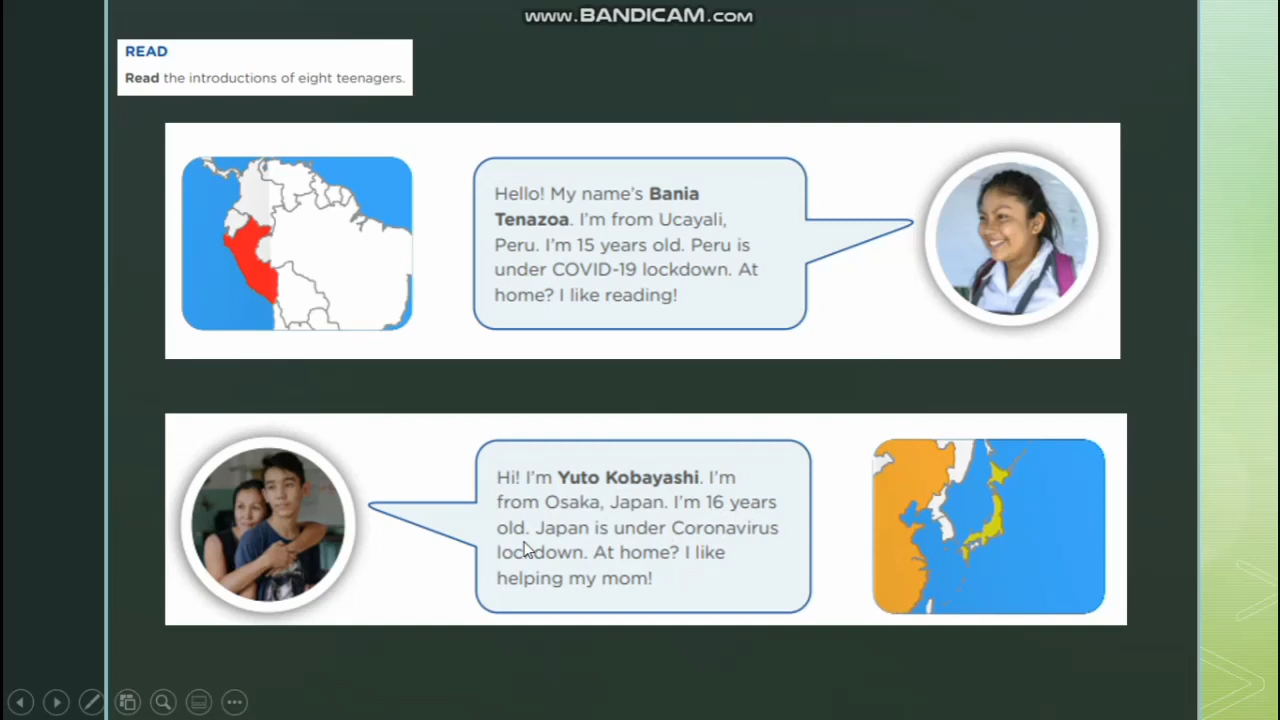 www.BANDICAM.com
READ
Read the introductions of eight teenagers.
Hello! My name's Bania
Tenazoa. I'm from Ucayali,
Peru. I'm 15 years old. Peru is
under COVID-19 lockdown. At
home? I like reading!
Hi! I'm Yuto Kobayashi. I'm
from Osaka, Japan. I'm 16 years
old. Japan is under Coronavirus
lockdown. At home? I like
helping my mom!